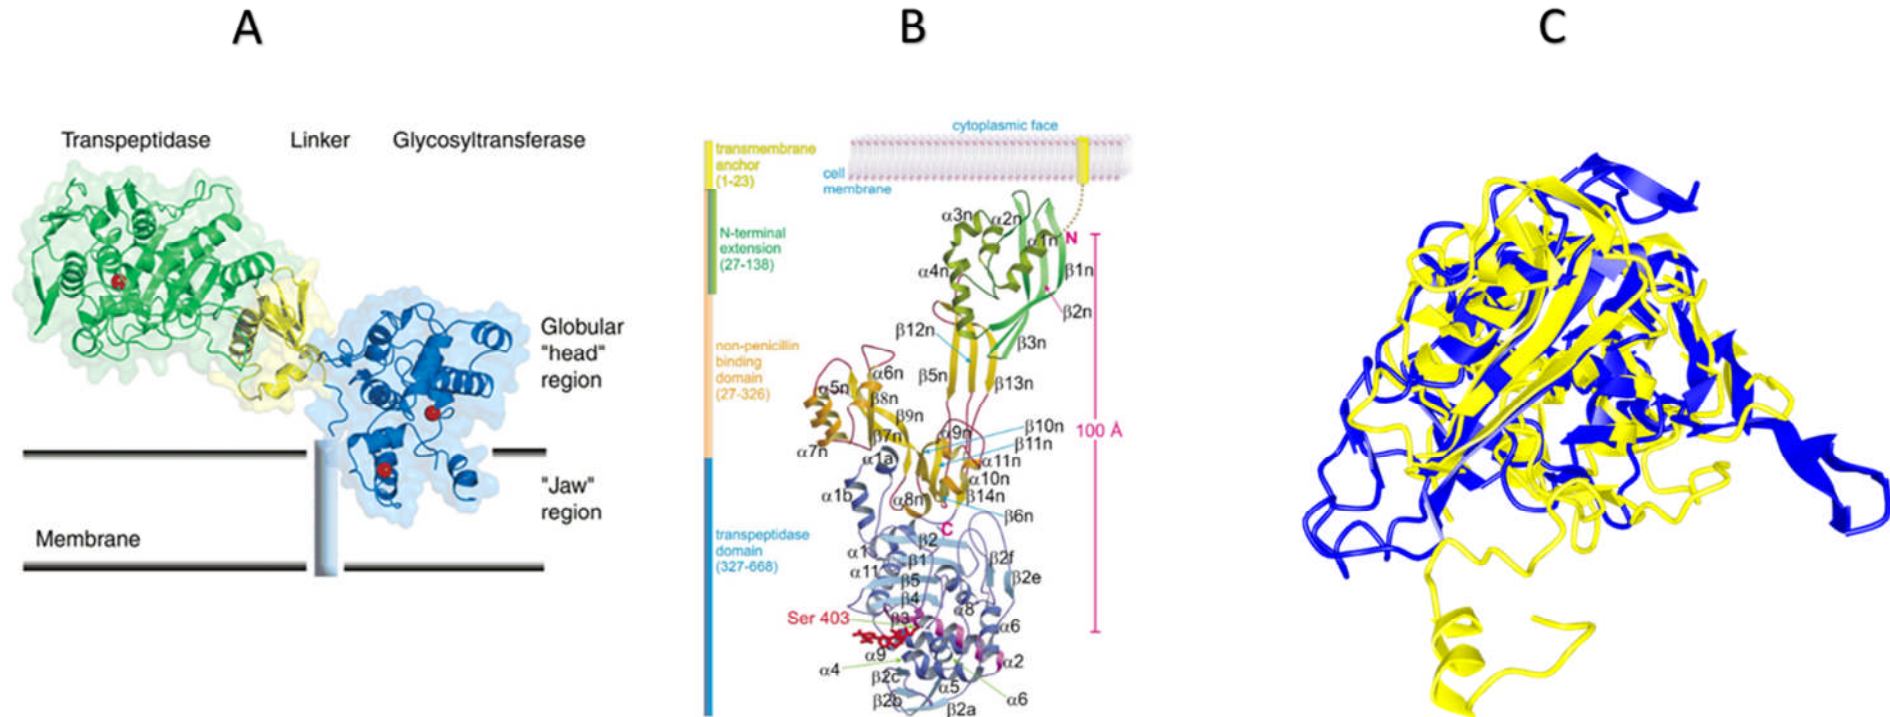 A
B
C
Transpeptidase
Linker
Glycosyltransferase
Globular
"head"
region
"Jaw"
region
Membrane
cytoplasmic face
transmembrane
anchor
(1-23)
cell
membrane
N-terminal
extension
(27-138)
non-penicillin
binding
domain
(27-326)
transpeptidase
domain
(327-668)
α3n
α2n
α1n
N
α4n
β1n
β2n
β12n
β3n
α6n
α5n
β5n
β13n
β8n
β9n
100 Å
β7n
α9n
β10n
β11n
α7n
α1a
α11n
α10n
α1b
α8n
β14n
β6n
C
β2
α1
β1
β2f
α11
β5
β2e
β4
α8
Ser 403
β3
α6
α9
α4
α2
β2c
α5
β2b
α6
β2a